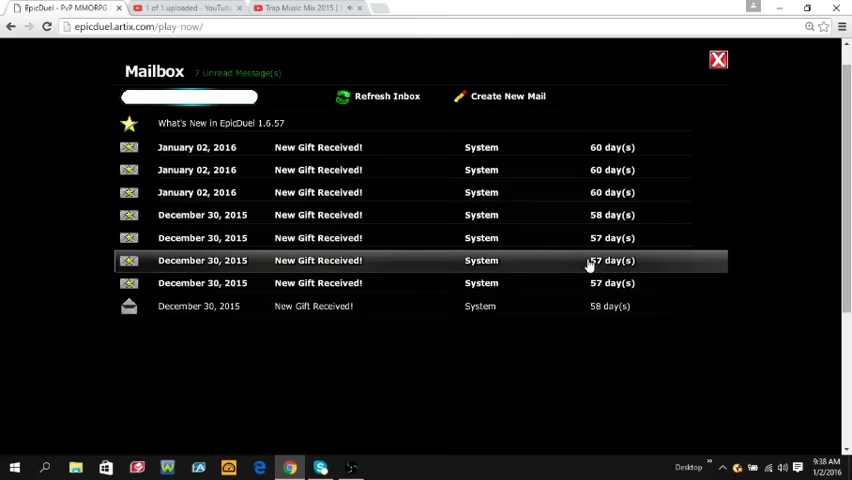 EpicDuel - PvP MMORPG
1 of 1 uploaded - YouTu
Trap Music Mix 2015 |
epicduel.artix.com/play-now/
Mailbox 7 Unread Message(s)
Refresh Inbox Create New Mail
What's New in EpicDuel 1.6.57
January 02, 2016 New Gift Received! System 60 day(s)
January 02, 2016 New Gift Received! System 60 day(s)
January 02, 2016 New Gift Received! System 60 day(s)
December 30, 2015 New Gift Received! System 58 day(s)
December 30, 2015 New Gift Received! System 57 day(s)
December 30, 2015 New Gift Received! System 57 day(s)
December 30, 2015 New Gift Received! System 57 day(s)
December 30, 2015 New Gift Received! System 58 day(s)
Desktop
9:38 AM
1/2/2016